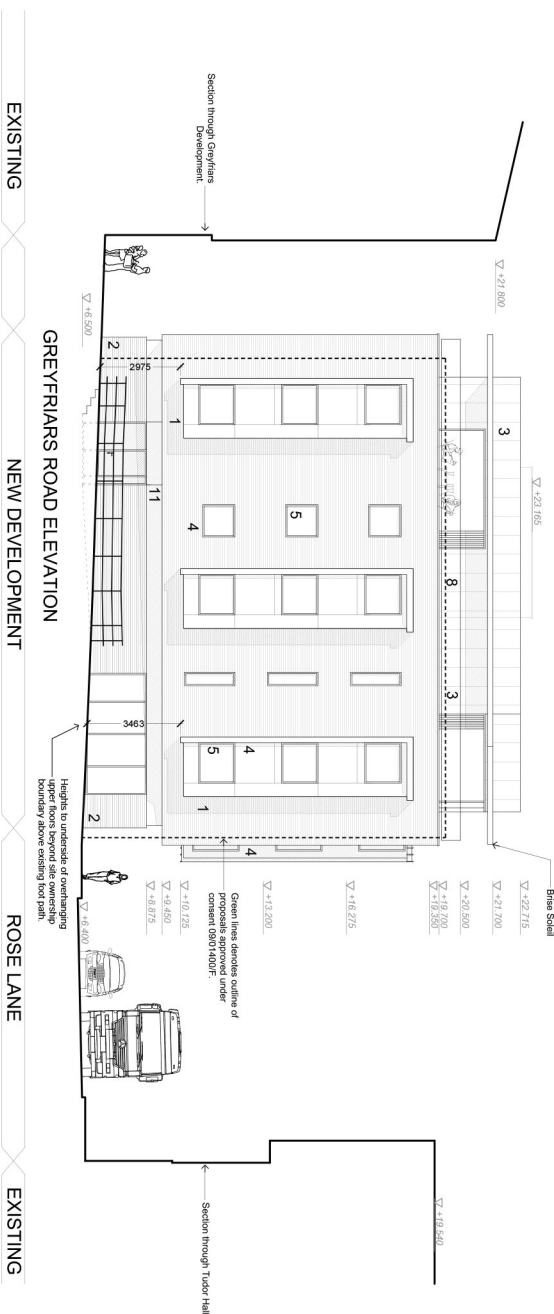 Section through Greyfriars
Development.
+21.800
+23.165
Brise Soleil
3
3
8
2
2975
1
11
4
5
5
4
1
3463
2
4
+6.500
+22.715
+21.700
+20.500
+19.700
+19.350
+16.275
+13.200
+10.125
+9.450
+8.875
+6.400
Green lines denotes outline of
proposals approved under
consent 09/01400/F.
Heights to underside of overhanging
upper floors beyond site ownership
boundary above existing foot path.
+19.540
Section through Tudor Hall
GREYFRIARS ROAD ELEVATION
EXISTING
NEW DEVELOPMENT
ROSE LANE
EXISTING